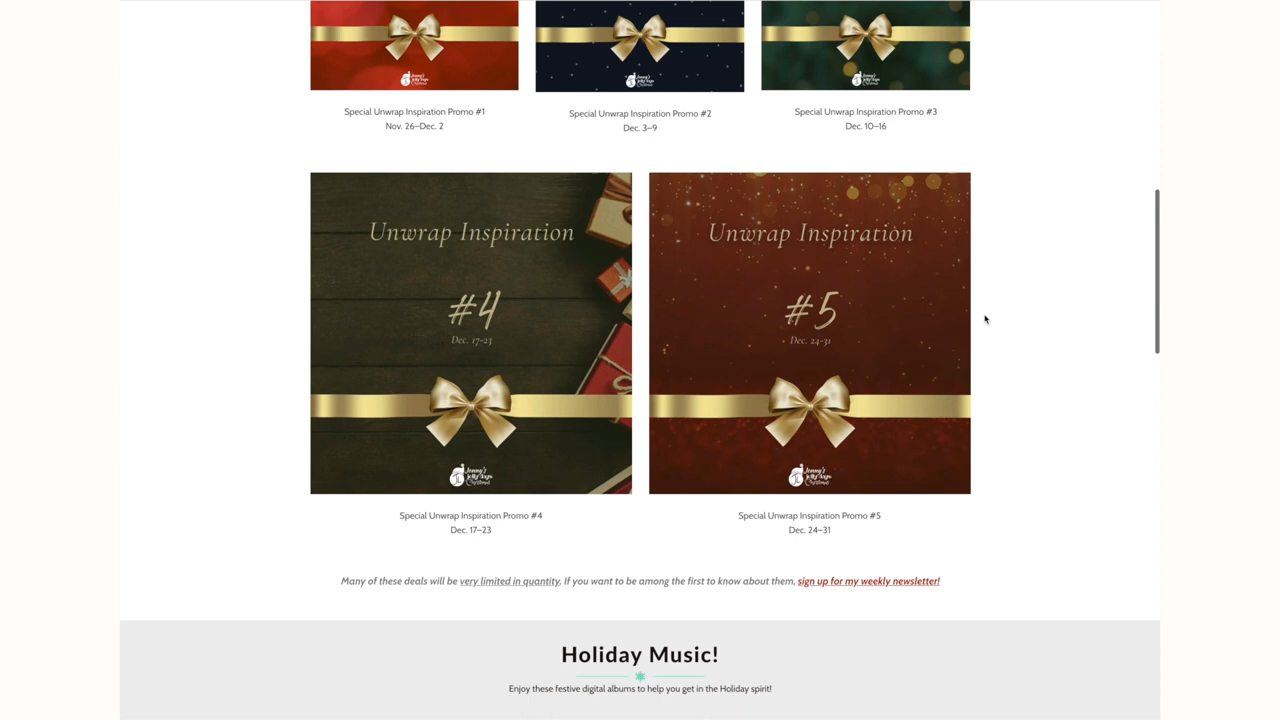 Special Unwrap Inspiration Promo #1
Nov. 26–Dec. 2
Special Unwrap Inspiration Promo #2
Dec. 3–9
Special Unwrap Inspiration Promo #3
Dec. 10–16
Unwrap Inspiration
#4
Dec. 17-23
Unwrap Inspiration
#5
Dec. 24-31
Special Unwrap Inspiration Promo #4
Dec. 17–23
Special Unwrap Inspiration Promo #5
Dec. 24–31
Many of these deals will be very limited in quantity. If you want to be among the first to know about them, sign up for my weekly newsletter!
Holiday Music!
Enjoy these festive digital albums to help you get in the Holiday spirit!